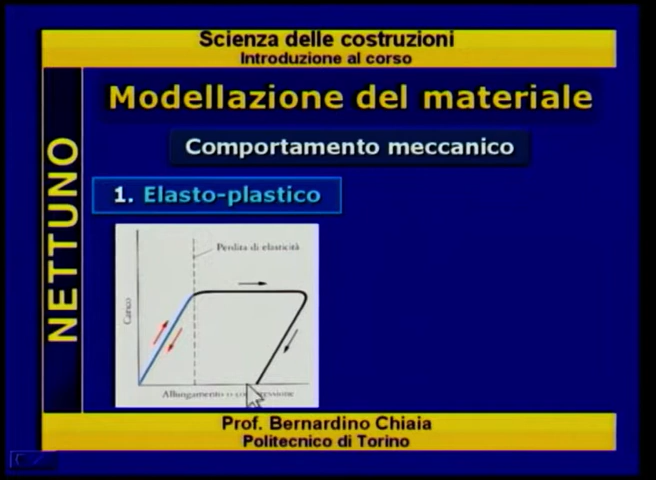 Scienza delle costruzioni
Introduzione al corso
NETTUNO
Modellazione del materiale
Comportamento meccanico
1. Elasto-plastico
Perdita di elasticità
Carico
Allungamento o compressione
Prof. Bernardino Chiaia
Politecnico di Torino